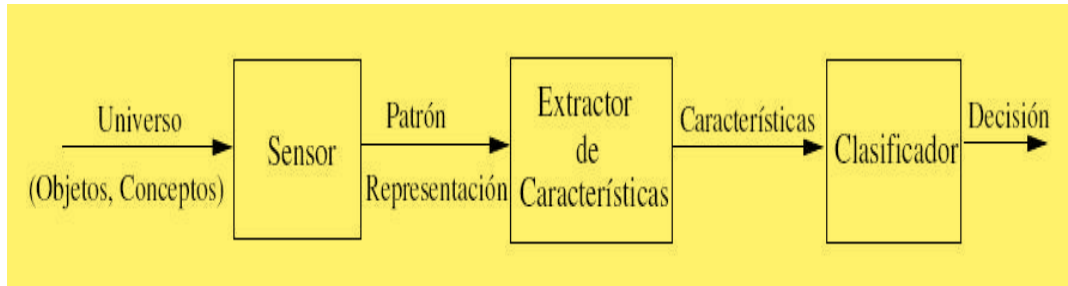 Universo
(Objetos, Conceptos)
Sensor
Patrón
Representación
Extractor
de
Características
Características
Clasificador
Decisión